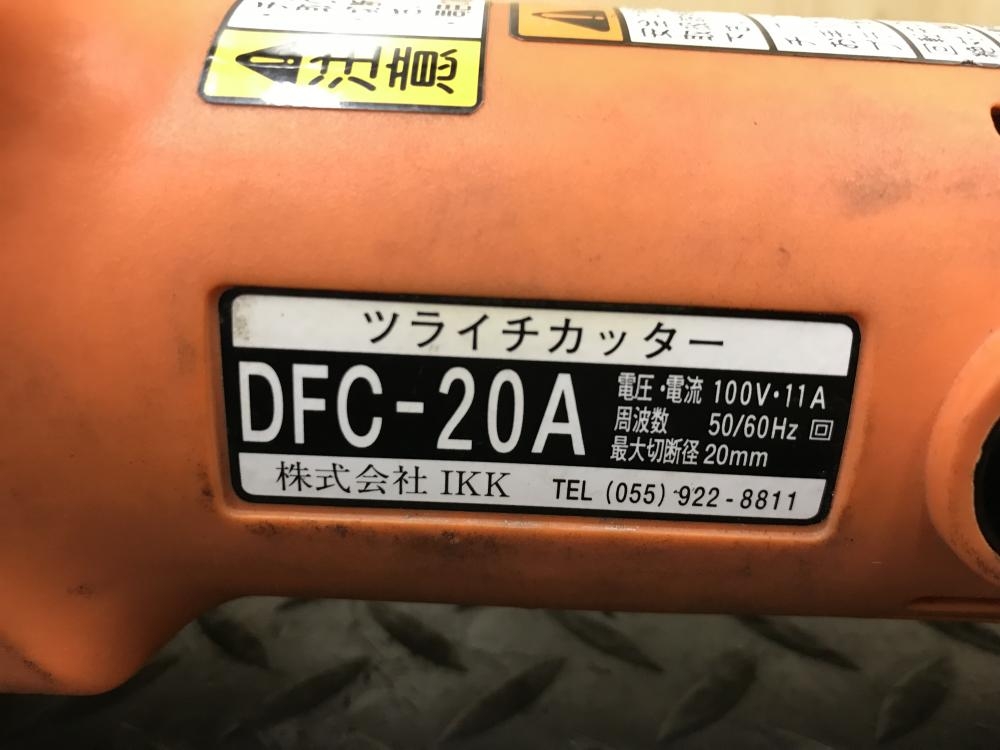 注意
ツライチカッター
DFC-20A
電圧・電流 100V・11A
周波数 50/60Hz
最大切断径 20mm
株式会社 IKK TEL (055)-922-8811